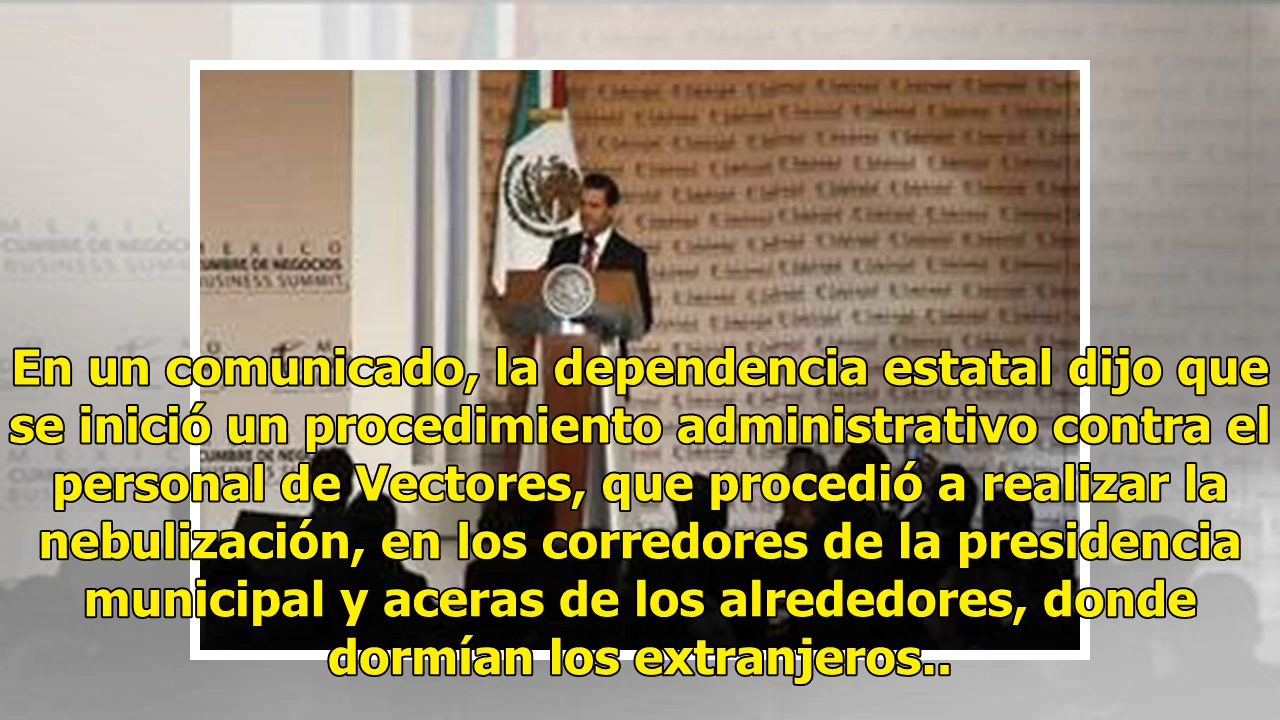 MEXICO
CUMBRE DE NEGOCIOS
BUSINESS SUMMIT
En un comunicado, la dependencia estatal dijo que
se inició un procedimiento administrativo contra el
personal de Vectores, que procedió a realizar la
nebulización, en los corredores de la presidencia
municipal y aceras de los alrededores, donde
dormían los extranjeros..